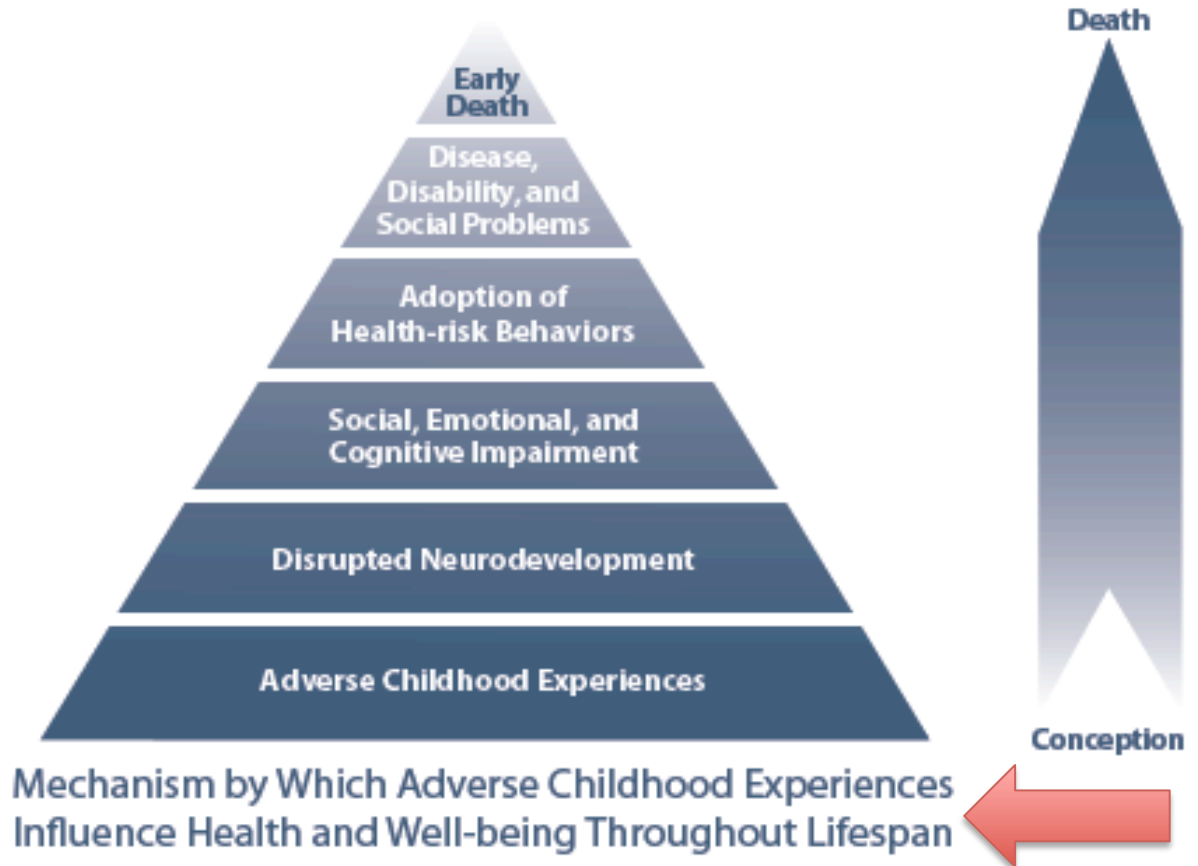 Death
Early
Death
Disease,
Disability, and
Social Problems
Adoption of
Health-risk Behaviors
Social, Emotional, and
Cognitive Impairment
Disrupted Neurodevelopment
Adverse Childhood Experiences
Conception
Mechanism by Which Adverse Childhood Experiences
Influence Health and Well-being Throughout Lifespan